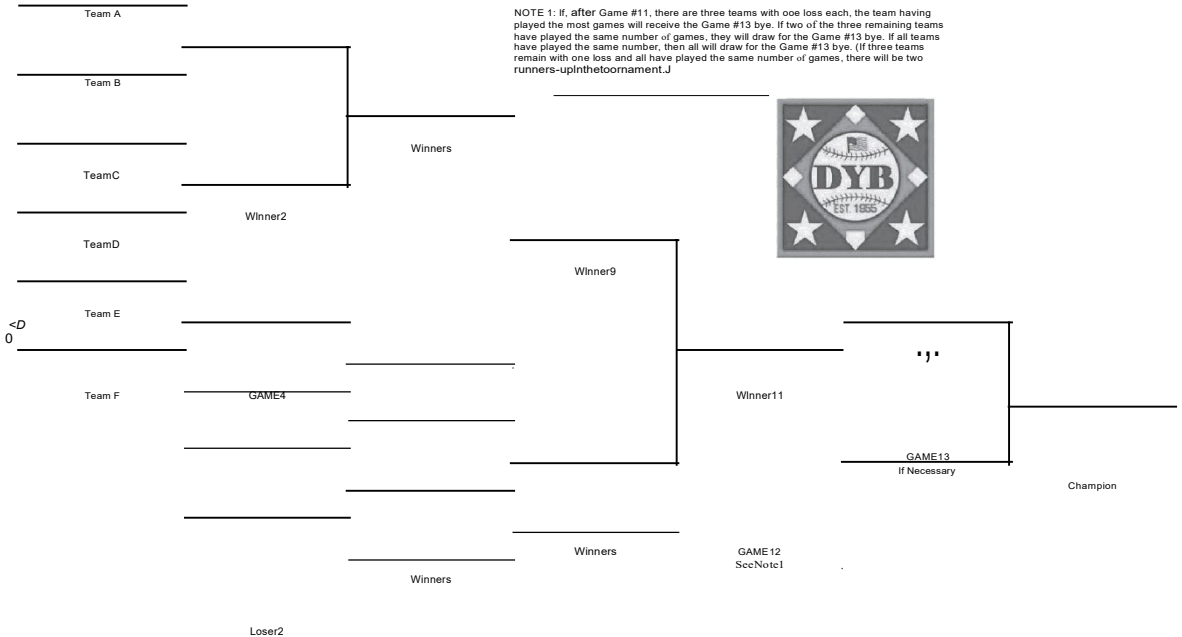 Team A
NOTE 1: If, after Game #11, there are three teams with ooe loss each, the team having
played the most games will receive the Game #13 bye. If two of the three remaining teams
have played the same number of games, they will draw for the Game #13 bye. If all teams
have played the same number, then all will draw for the Game #13 bye. (If three teams
remain with one loss and all have played the same number of games, there will be two
runners-uplnthetoornament.J
Team B
Winners
DYB
EST. 1955
TeamC
WInner2
TeamD
WInner9
Team E
<D
0
.,.
Team F
GAME4
WInner11
GAME13
If Necessary
Champion
Winners
GAME12
SeeNote1
Winners
Loser2